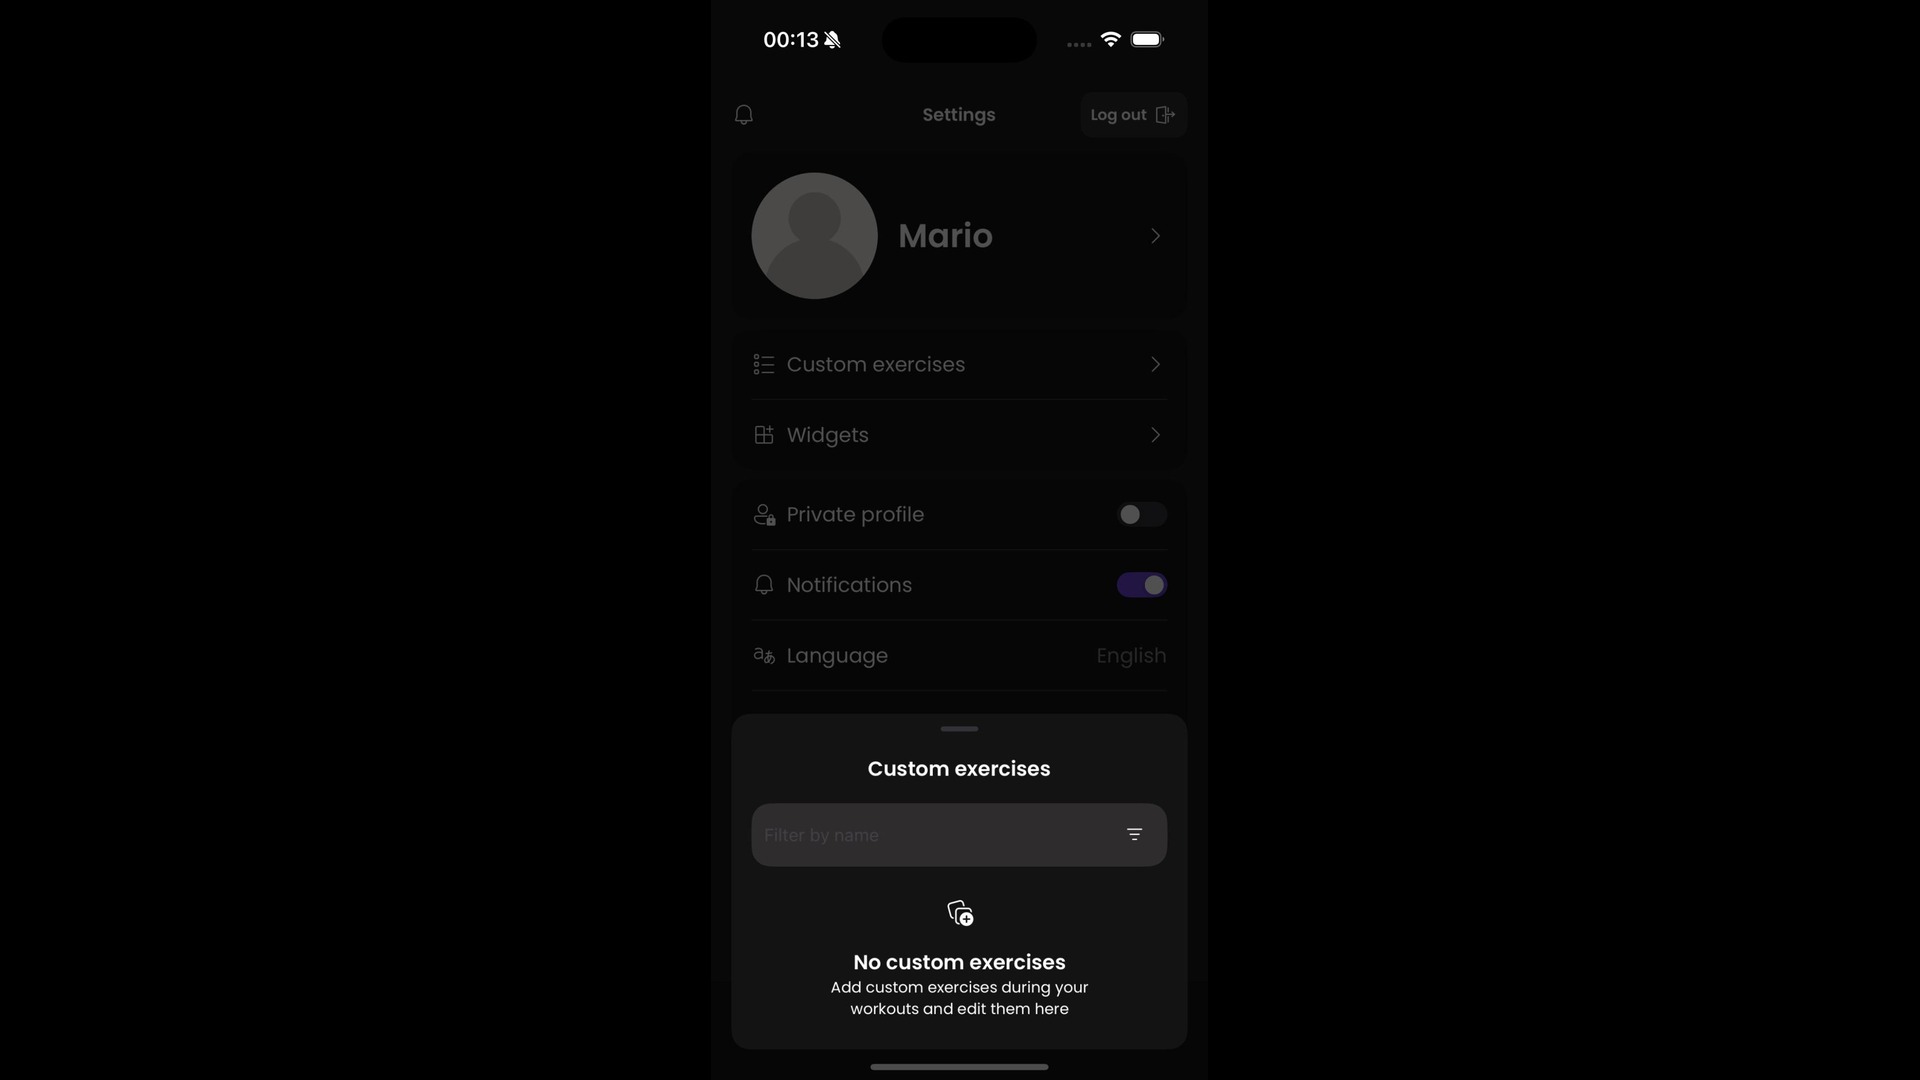 00:13
Settings
Log out
Mario
Custom exercises
Widgets
Private profile
Notifications
Language
English
Custom exercises
Filter by name
No custom exercises
Add custom exercises during your
workouts and edit them here